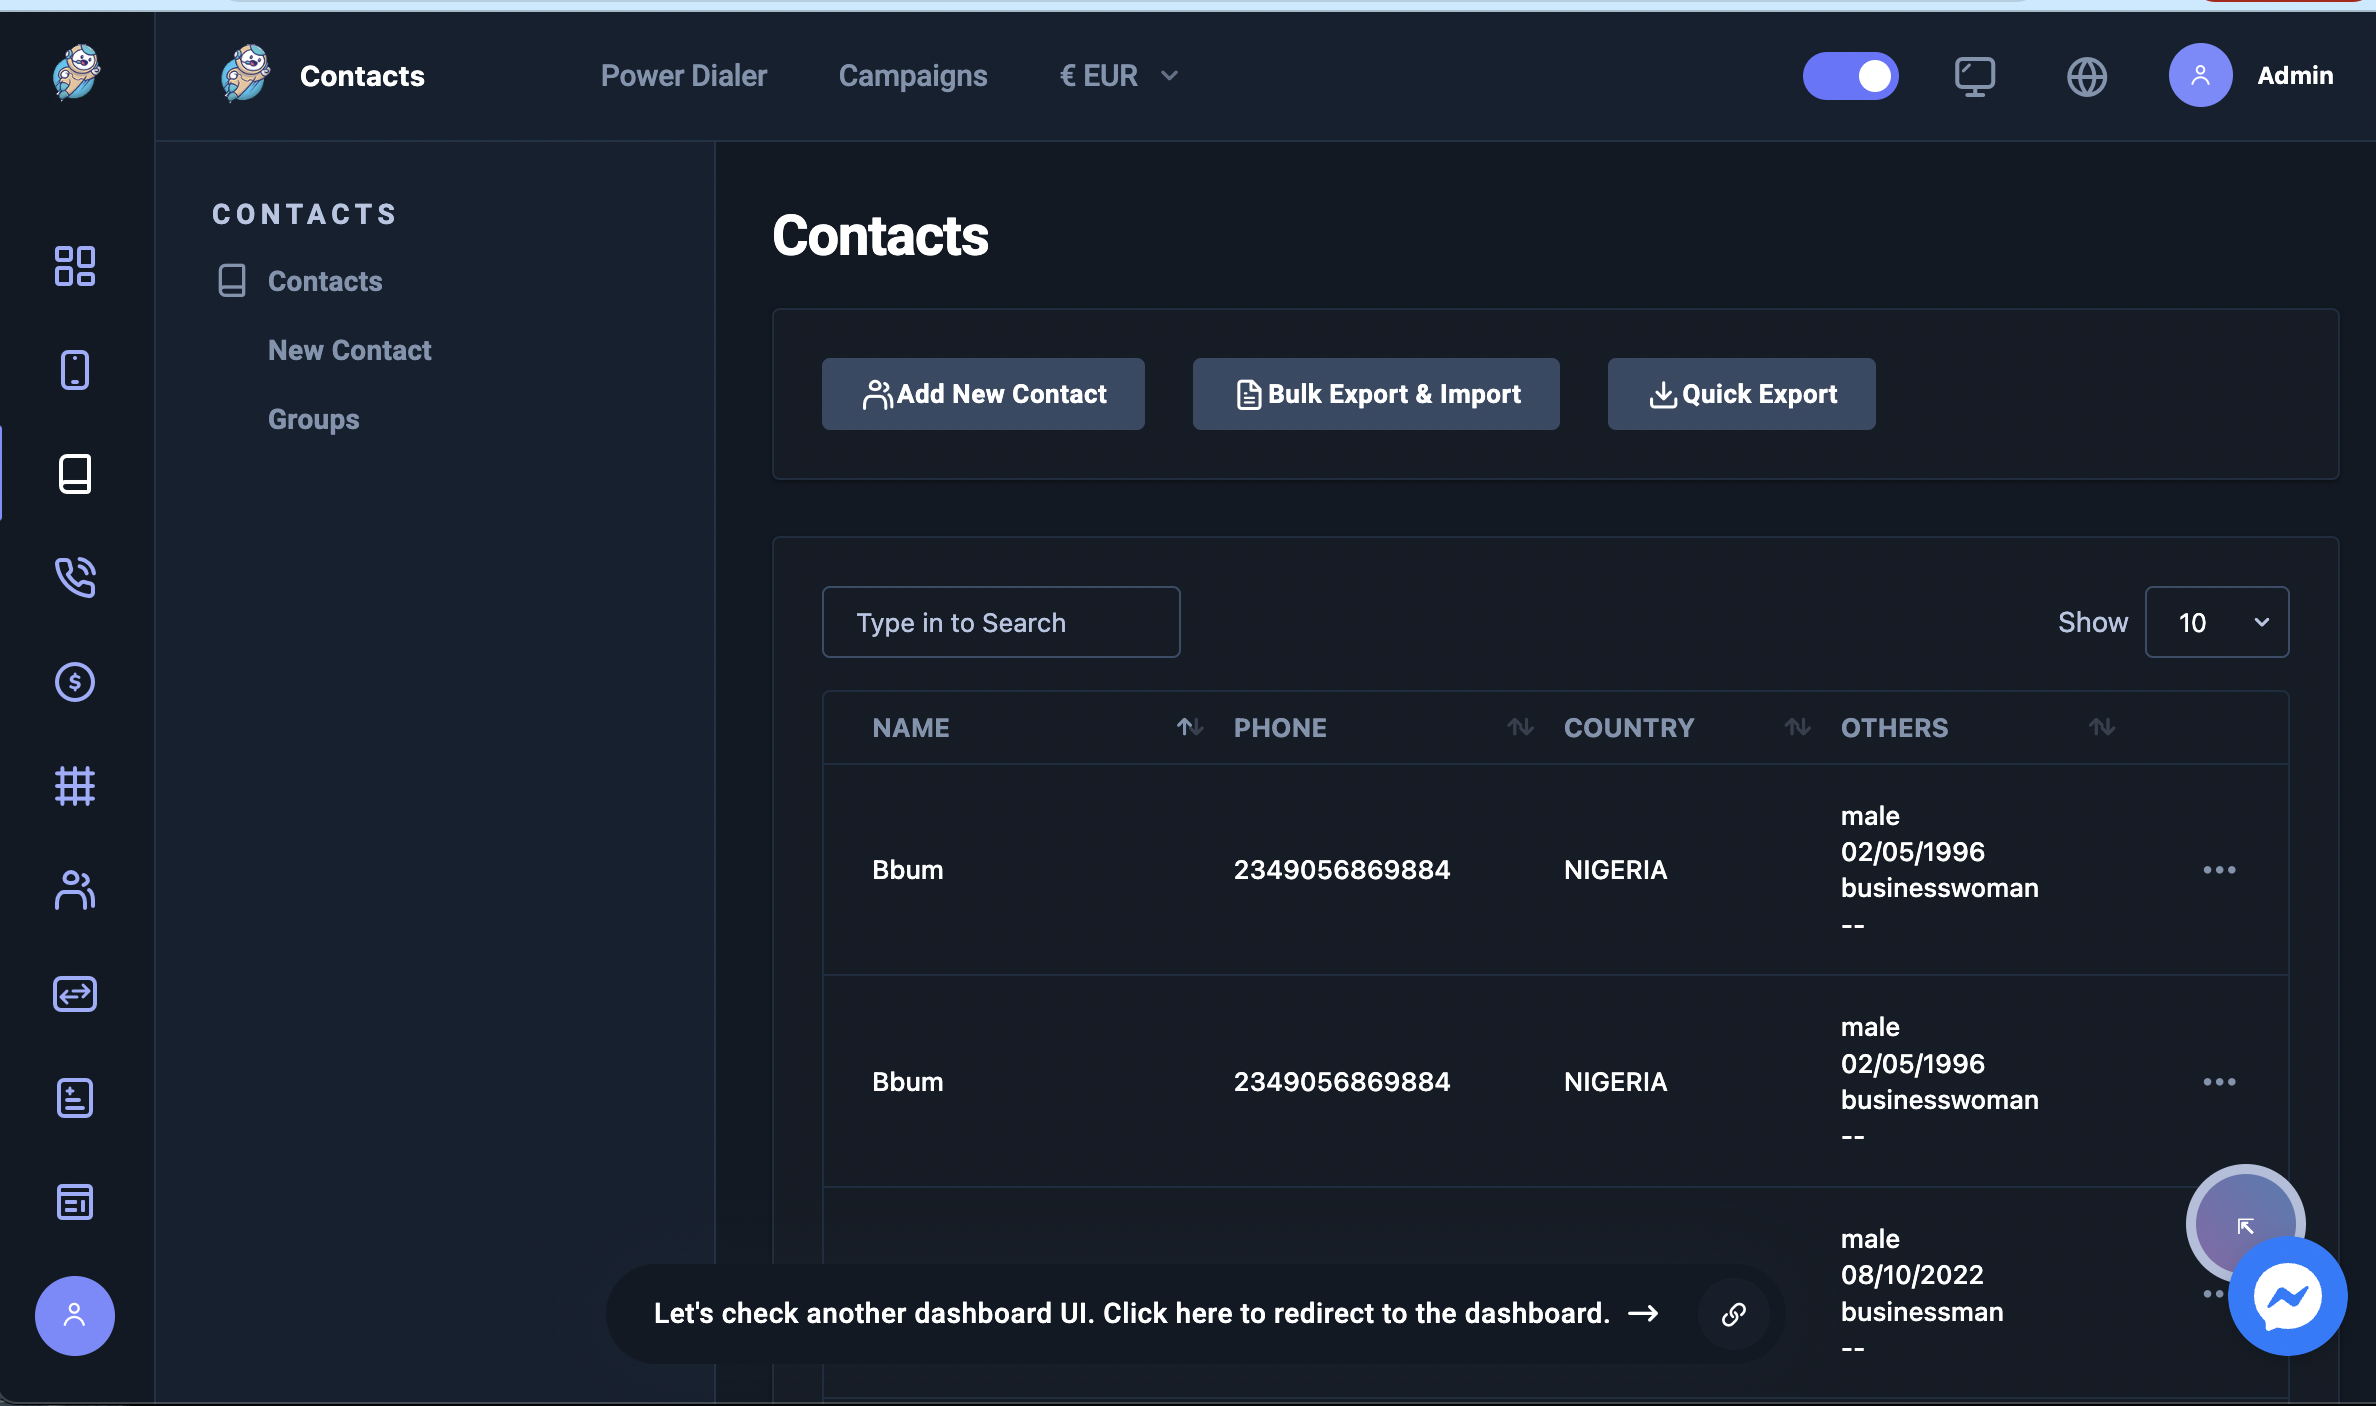 Contacts
Power Dialer
Campaigns
€ EUR
Admin
CONTACTS
Contacts
New Contact
Groups
Contacts
Add New Contact
Bulk Export & Import
Quick Export
Type in to Search
Show
10
NAME
PHONE
COUNTRY
OTHERS
Bbum
2349056869884
NIGERIA
male
02/05/1996
businesswoman
--
Bbum
2349056869884
NIGERIA
male
02/05/1996
businesswoman
--
male
08/10/2022
businessman
--
Let's check another dashboard UI. Click here to redirect to the dashboard. →